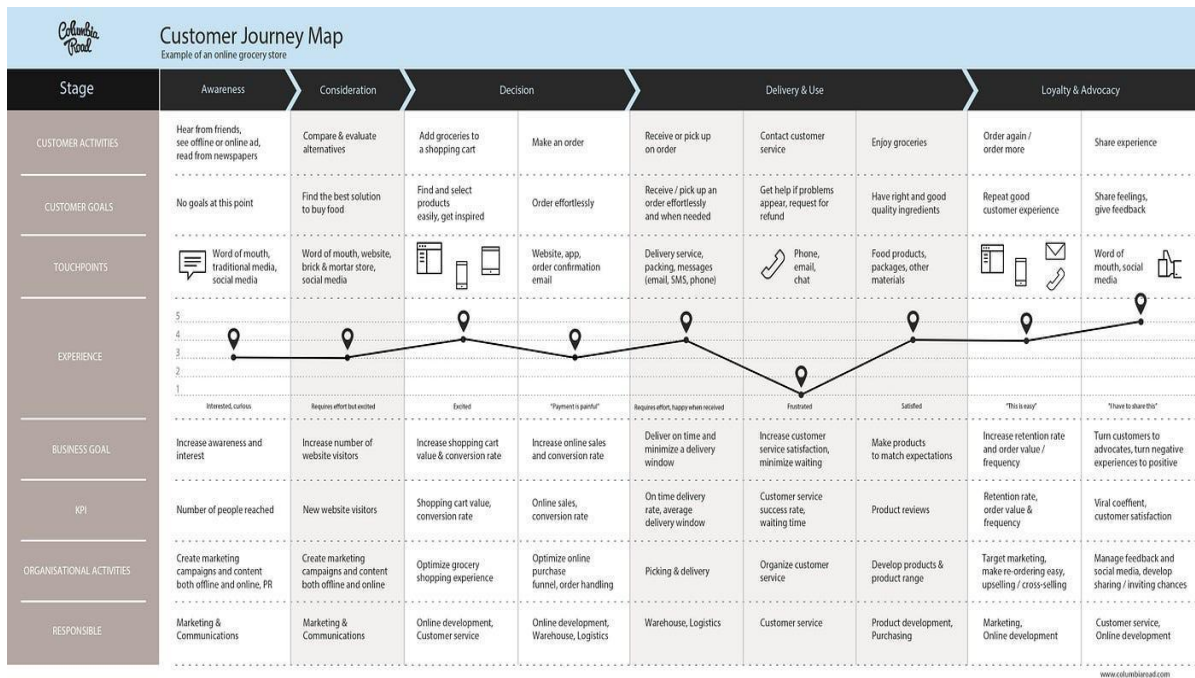 Columbia
Road
Customer Journey Map
Example of an online grocery store
Stage
Awareness
Consideration
Decision
Delivery & Use
Loyalty & Advocacy
CUSTOMER ACTIVITIES
Hear from friends,
see offline or online ad,
read from newspapers
Compare & evaluate
alternatives
Add groceries to
a shopping cart
Make an order
Receive or pick up
on order
Contact customer
service
Enjoy groceries
Order again /
order more
Share experience
CUSTOMER GOALS
No goals at this point
Find the best solution
to buy food
Find and select
products
easily, get inspired
Order effortlessly
Receive / pick up an
order effortlessly
and when needed
Get help if problems
appear, request for
refund
Have right and good
quality ingredients
Repeat good
customer experience
Share feelings,
give feedback
TOUCHPOINTS
Word of mouth,
traditional media,
social media
Word of mouth, website,
brick & mortar store,
social media
Website, app,
order confirmation
email
Delivery service,
packing, messages
(email, SMS, phone)
Phone,
email,
chat
Food products,
packages, other
materials
Word of
mouth, social
media
EXPERIENCE
5
4
3
2
1
Interested, curious
Requires effort but excited
Excited
"Payment is painful"
Requires effort, happy when received
Frustrated
Satisfied
"This is easy"
"I have to share this"
BUSINESS GOAL
Increase awareness and
interest
Increase number of
website visitors
Increase shopping cart
value & conversion rate
Increase online sales
and conversion rate
Deliver on time and
minimize a delivery
window
Increase customer
service satisfaction,
minimize waiting
Make products
to match expectations
Increase retention rate
and order value /
frequency
Turn customers to
advocates, turn negative
experiences to positive
KPI
Number of people reached
New website visitors
Shopping cart value,
conversion rate
Online sales,
conversion rate
On time delivery
rate, average
delivery window
Customer service
success rate,
waiting time
Product reviews
Retention rate,
order value &
frequency
Viral coeffient,
customer satisfaction
ORGANISATIONAL ACTIVITIES
Create marketing
campaigns and content
both offline and online, PR
Create marketing
campaigns and content
both offline and online
Optimize grocery
shopping experience
Optimize online
purchase
funnel, order handling
Picking & delivery
Organize customer
service
Develop products &
product range
Target marketing,
make re-ordering easy,
upselling / cross-selling
Manage feedback and
social media, develop
sharing / inviting chances
RESPONSIBLE
Marketing &
Communications
Marketing &
Communications
Online development,
Customer service
Online development,
Warehouse, Logistics
Warehouse, Logistics
Customer service
Product development,
Purchasing
Marketing,
Online development
Customer service,
Online development
www.columbiaroad.com